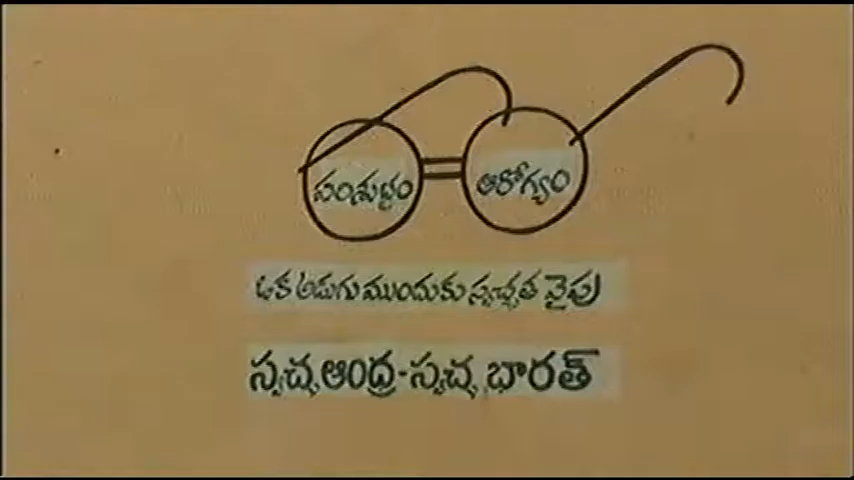 ఆరోగ్యం
ఒక అడుగు ముందుకు స్వచ్ఛత వైపు
స్వచ్ఛ ఆంధ్ర-స్వచ్ఛ భారత్